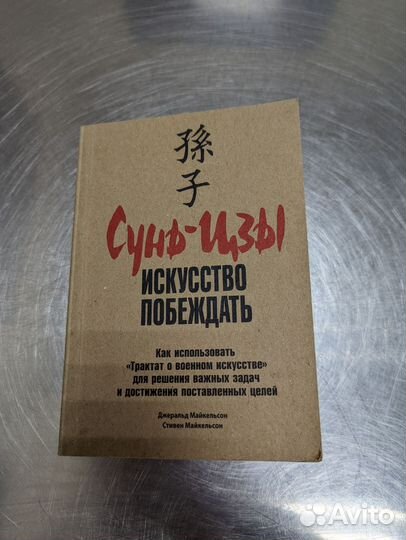 孫
子
Сунь-Цзы
ИСКУССТВО
ПОБЕЖДАТЬ
Как использовать
«Трактат о военном искусстве»
для решения важных задач
и достижения поставленных целей
Джеральд Майкельсон
Стивен Майкельсон
Avito